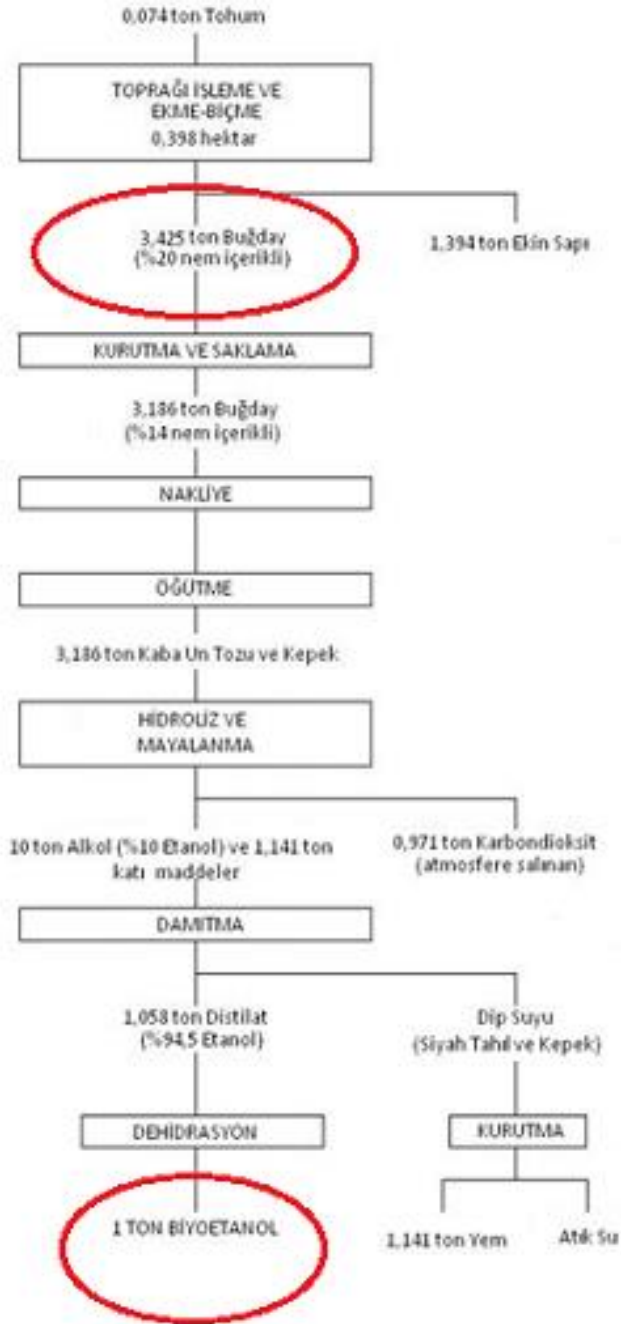 0,074 ton Tohum
TOPRAĞI İŞLEME VE
EKME-BİÇME
0,398 hektar
3,425 ton Buğday
(%20 nem içerikli)
1,394 ton Ekin Sapı
KURUTMA VE SAKLAMA
3,186 ton Buğday
(%14 nem içerikli)
NAKLİYE
ÖĞÜTME
3,186 ton Kaba Un Tozu ve Kepek
HİDROLİZ VE
MAYALANMA
10 ton Alkol (%10 Etanol) ve 1,141 ton
katı maddeler
0,971 ton Karbondioksit
(atmosfere salınan)
DAMITMA
1,058 ton Distilat
(%94,5 Etanol)
Dip Suyu
(Siyah Tahıl ve Kepek)
DEHİDRASYON
KURUTMA
1 TON BİYOETANOL
1,141 ton Yem
Atık Su